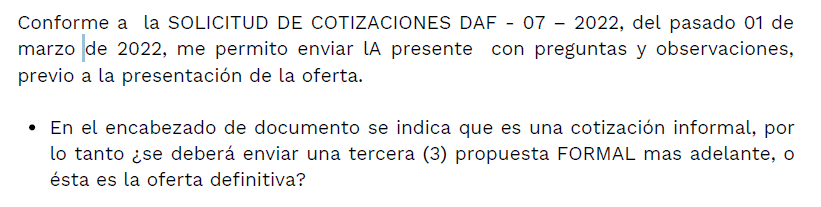 Conforme a la SOLICITUD DE COTIZACIONES DAF - 07 – 2022, del pasado 01 de
marzo de 2022, me permito enviar lA presente con preguntas y observaciones,
previo a la presentación de la oferta.
• En el encabezado de documento se indica que es una cotización informal, por
lo tanto ¿se deberá enviar una tercera (3) propuesta FORMAL mas adelante, o
ésta es la oferta definitiva?